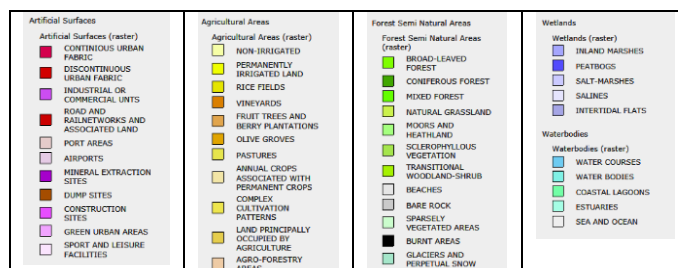 Artificial Surfaces
Artificial Surfaces (raster)
CONTINIOUS URBAN
FABRIC
DISCONTINUOUS
URBAN FABRIC
INDUSTRIAL OR
COMMERCIAL UNTS
ROAD AND
RAILNETWORKS AND
ASSOCIATED LAND
PORT AREAS
AIRPORTS
MINERAL EXTRACTION
SITES
DUMP SITES
CONSTRUCTION
SITES
GREEN URBAN AREAS
SPORT AND LEISURE
FACILITIES
Agricultural Areas
Agricultural Areas (raster)
NON-IRRIGATED
PERMANENTLY
IRRIGATED LAND
RICE FIELDS
VINEYARDS
FRUIT TREES AND
BERRY PLANTATIONS
OLIVE GROVES
PASTURES
ANNUAL CROPS
ASSOCIATED WITH
PERMANENT CROPS
COMPLEX
CULTIVATION
PATTERNS
LAND PRINCIPALLY
OCCUPIED BY
AGRICULTURE
AGRO-FORESTRY
AREAS
Forest Semi Natural Areas
Forest Semi Natural Areas
(raster)
BROAD-LEAVED
FOREST
CONIFEROUS FOREST
MIXED FOREST
NATURAL GRASSLAND
MOORS AND
HEATHLAND
SCLEROPHYLLOUS
VEGETATION
TRANSITIONAL
WOODLAND-SHRUB
BEACHES
BARE ROCK
SPARSELY
VEGETATED AREAS
BURNT AREAS
GLACIERS AND
PERPETUAL SNOW
Wetlands
Wetlands (raster)
INLAND MARSHES
PEATBOGS
SALT-MARSHES
SALINES
INTERTIDAL FLATS
Waterbodies
Waterbodies (raster)
WATER COURSES
WATER BODIES
COASTAL LAGOONS
ESTUARIES
SEA AND OCEAN